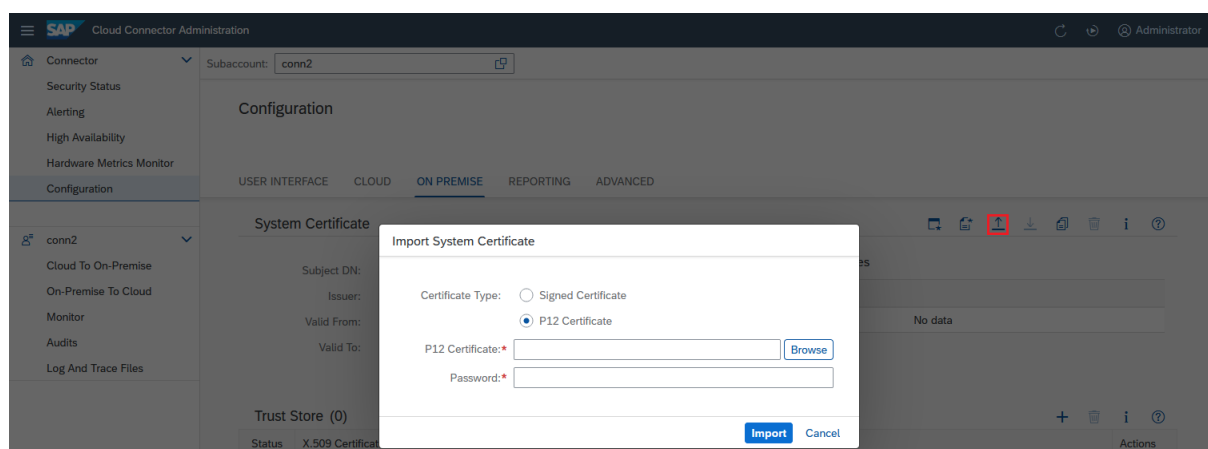 SAP Cloud Connector Administration Administrator
Connector
Subaccount: conn2
Security Status
Alerting
High Availability
Hardware Metrics Monitor
Configuration
conn2
Cloud To On-Premise
On-Premise To Cloud
Monitor
Audits
Log And Trace Files
Configuration
USER INTERFACE CLOUD ON PREMISE REPORTING ADVANCED
System Certificate
Subject DN:
Issuer:
Valid From:
Valid To:
No data
Import System Certificate
Certificate Type: Signed Certificate
P12 Certificate
P12 Certificate:* Browse
Password:*
Import Cancel
Trust Store (0)
Status X.509 Certificat Actions